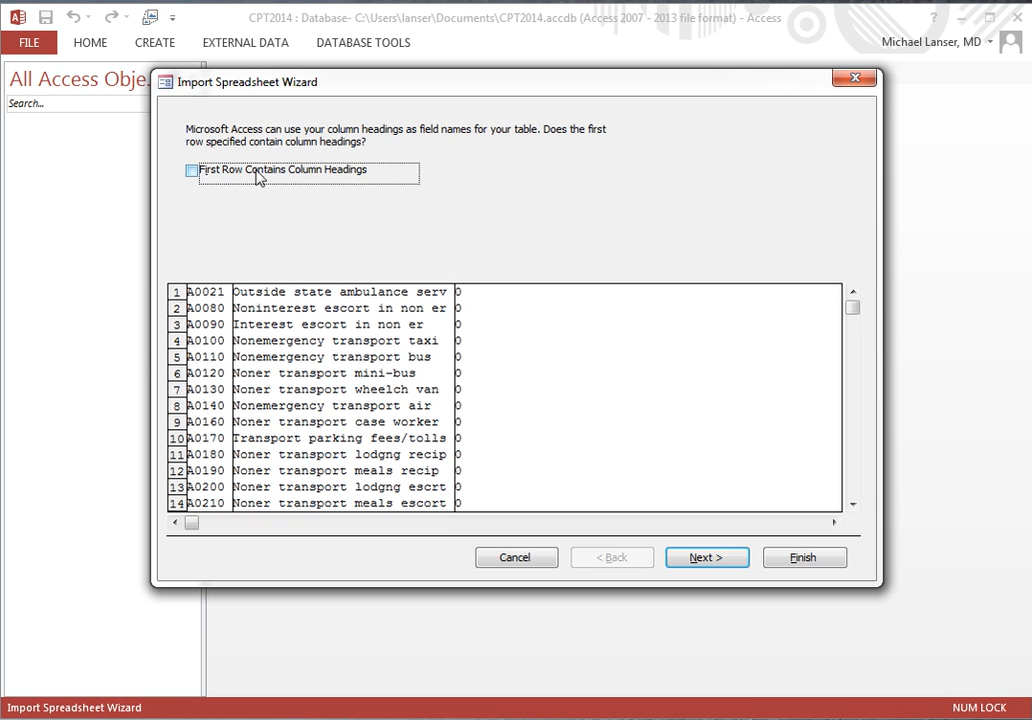 CPT2014 : Database- C:\Users\lanser\Documents\CPT2014.accdb (Access 2007 - 2013 file format) - Access
?
FILE HOME CREATE EXTERNAL DATA DATABASE TOOLS
Michael Lanser, MD
All Access Obje...
Search...
Import Spreadsheet Wizard
Microsoft Access can use your column headings as field names for your table. Does the first
row specified contain column headings?
First Row Contains Column Headings
1 A0021 Outside state ambulance serv 0
2 A0080 Noninterest escort in non er 0
3 A0090 Interest escort in non er 0
4 A0100 Nonemergency transport taxi 0
5 A0110 Nonemergency transport bus 0
6 A0120 Noner transport mini-bus 0
7 A0130 Noner transport wheelch van 0
8 A0140 Nonemergency transport air 0
9 A0160 Noner transport case worker 0
10 A0170 Transport parking fees/tolls 0
11 A0180 Noner transport lodgng recip 0
12 A0190 Noner transport meals recip 0
13 A0200 Noner transport lodgng escrt 0
14 A0210 Noner transport meals escort 0
Cancel < Back Next > Finish
Import Spreadsheet Wizard NUM LOCK